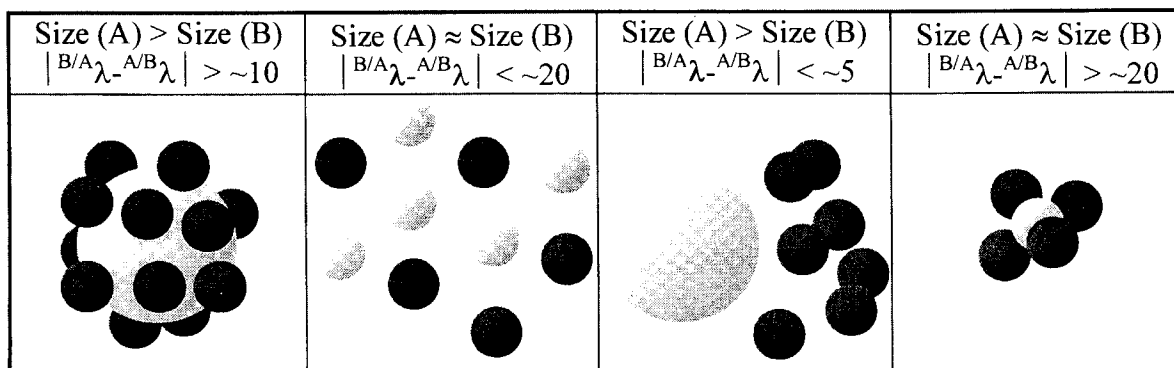 Size (A) > Size (B)
| B/Aλ-A/Bλ | > ~10
Size (A) ≈ Size (B)
| B/Aλ-A/Bλ | < ~20
Size (A) > Size (B)
| B/Aλ-A/Bλ | < ~5
Size (A) ≈ Size (B)
| B/Aλ-A/Bλ | > ~20